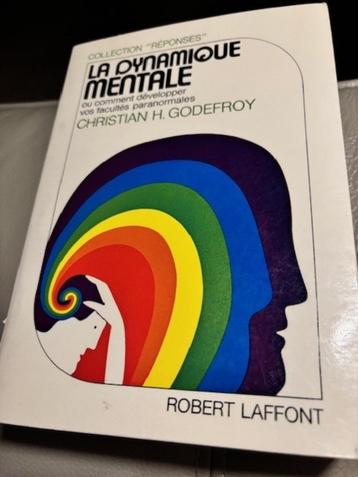 COLLECTION "RÉPONSES"
LA DYNAMIQUE
MENTALE
ou comment développer
vos facultés paranormales
CHRISTIAN H. GODEFROY
ROBERT LAFFONT